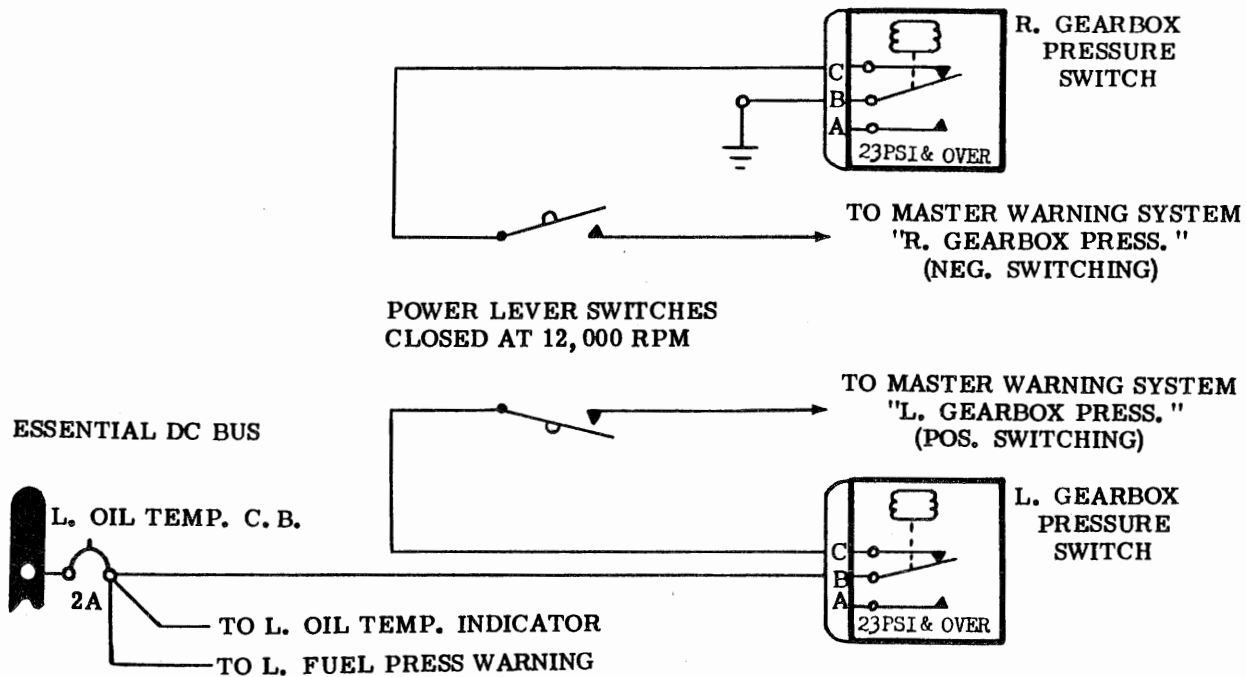 R. GEARBOX
PRESSURE
SWITCH
C
B
A
23PSI & OVER
TO MASTER WARNING SYSTEM
"R. GEARBOX PRESS."
(NEG. SWITCHING)
POWER LEVER SWITCHES
CLOSED AT 12,000 RPM
TO MASTER WARNING SYSTEM
"L. GEARBOX PRESS."
(POS. SWITCHING)
ESSENTIAL DC BUS
L. OIL TEMP. C.B.
2A
L. GEARBOX
PRESSURE
SWITCH
C
B
A
23PSI & OVER
TO L. OIL TEMP. INDICATOR
TO L. FUEL PRESS WARNING